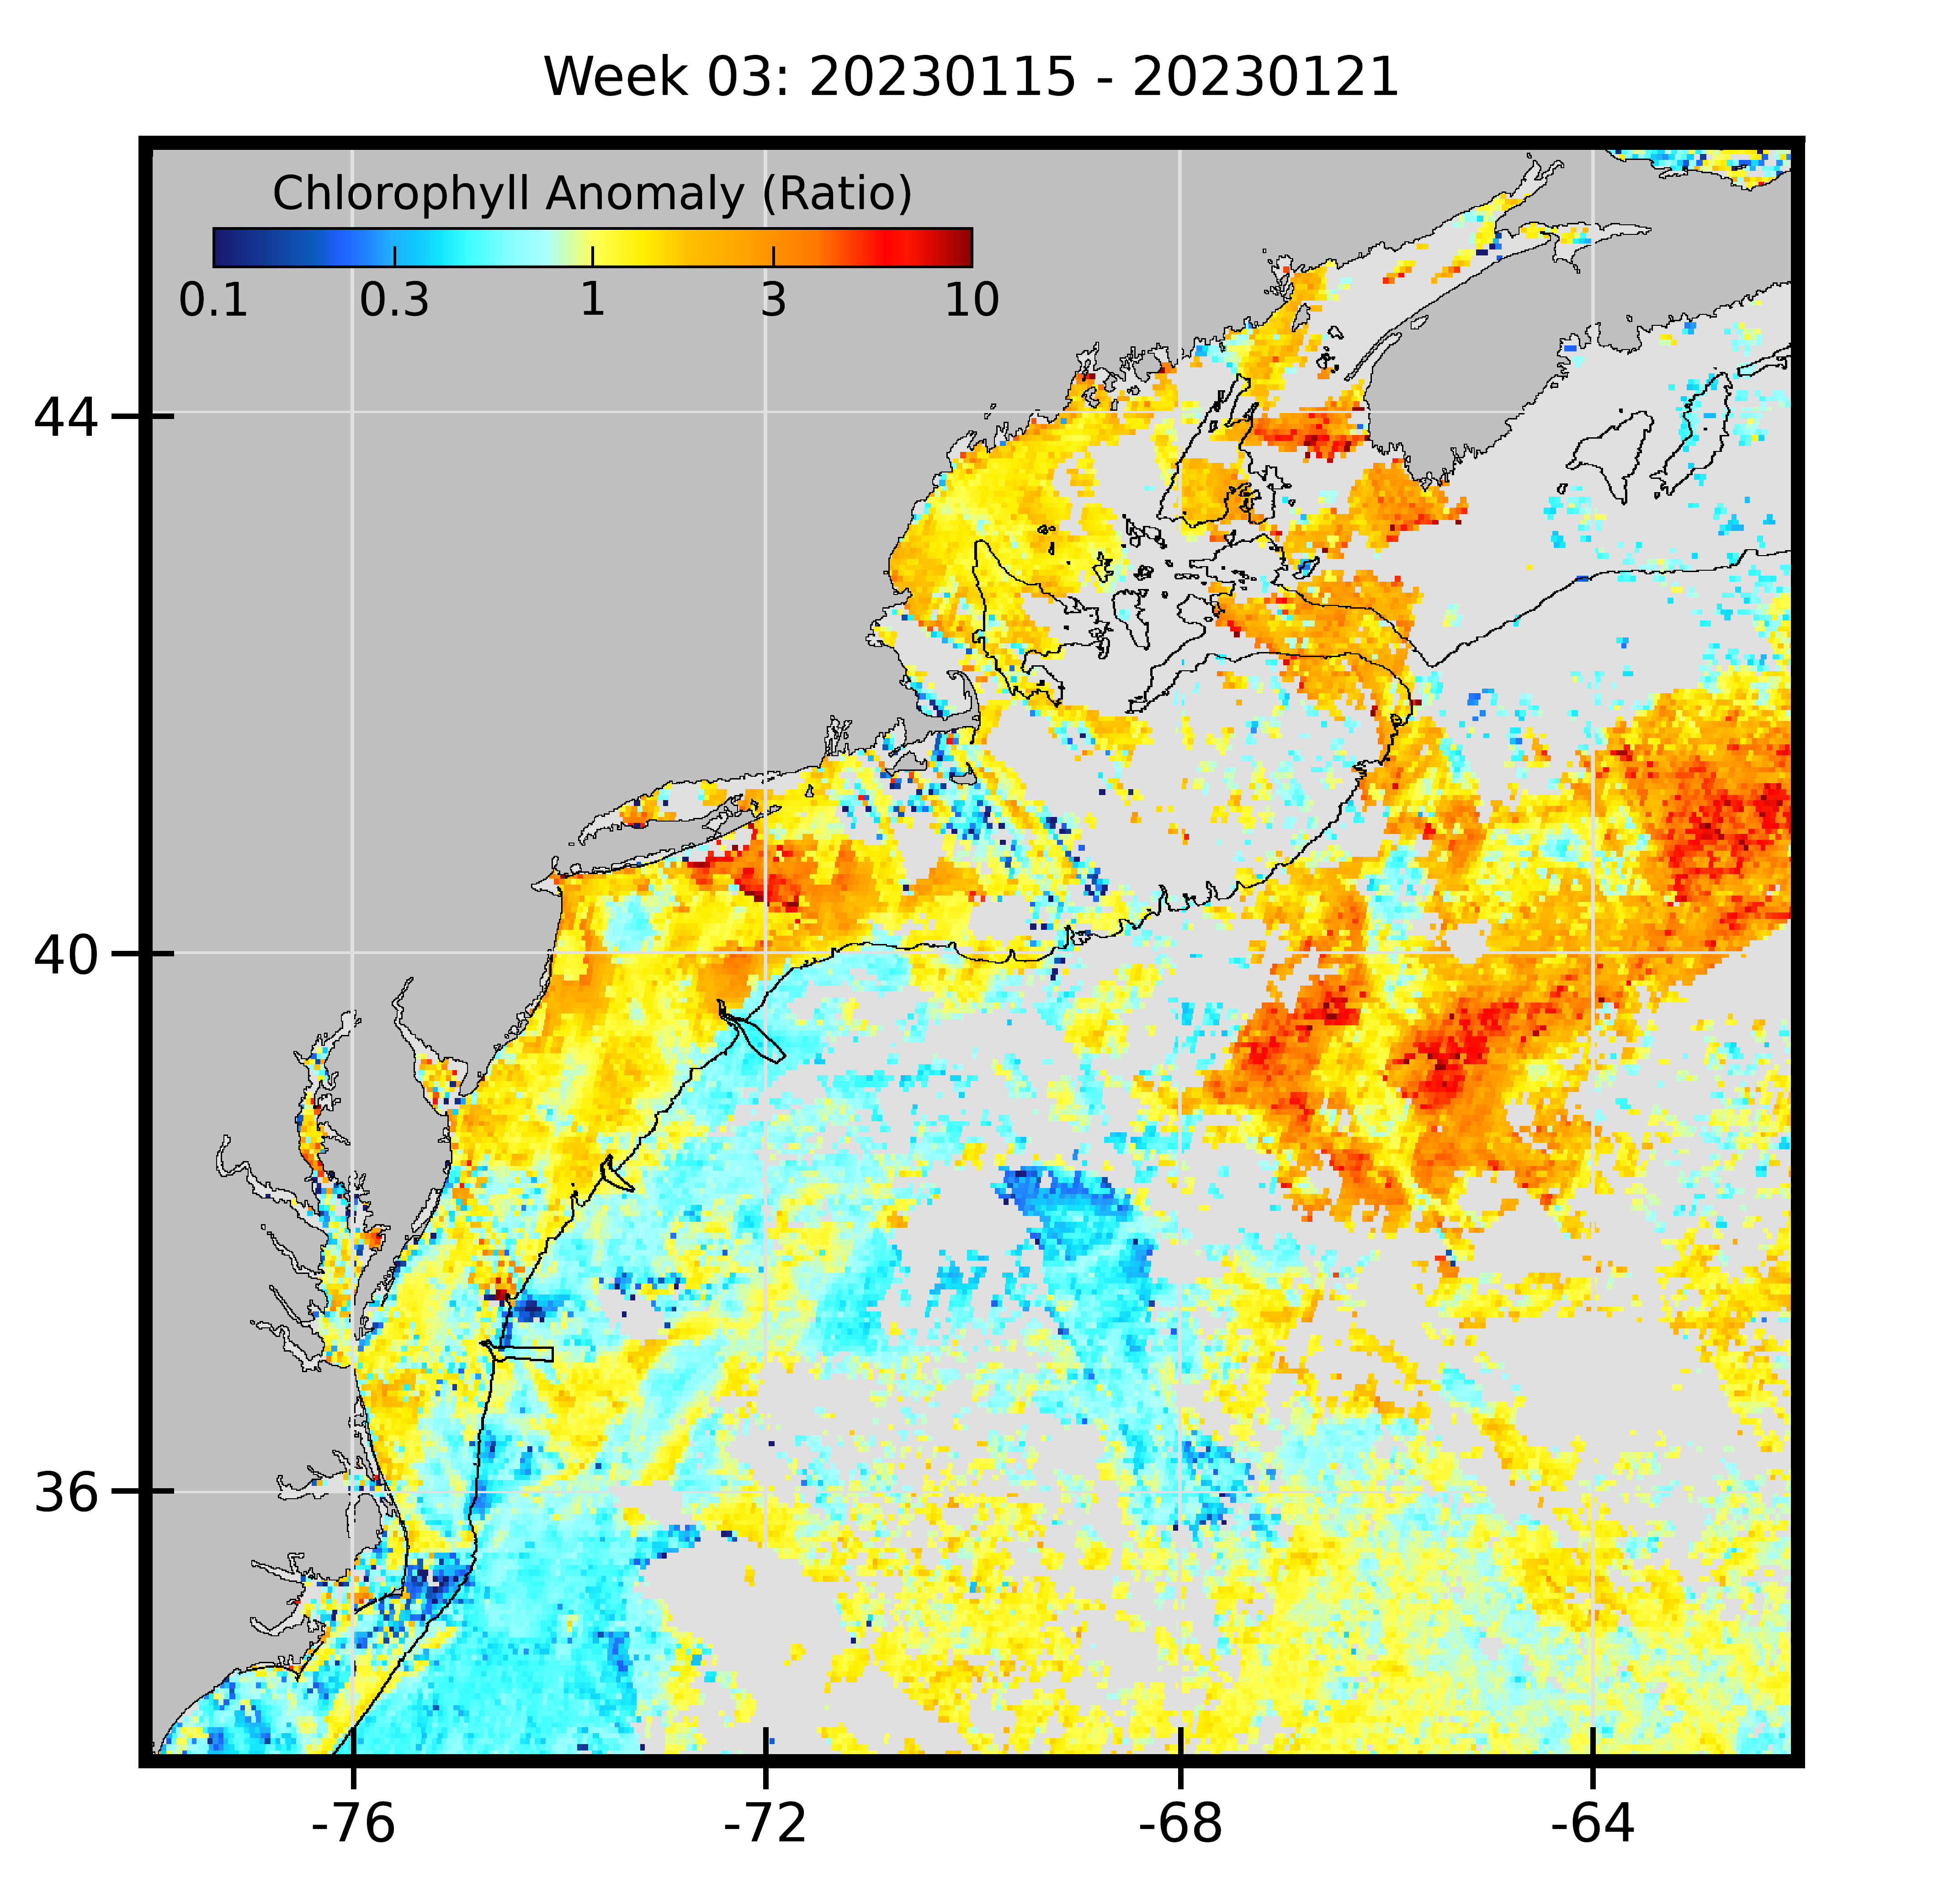 Week 03: 20230115 - 20230121
Chlorophyll Anomaly (Ratio)
0.1 0.3 1 3 10
44
40
36
-76 -72 -68 -64